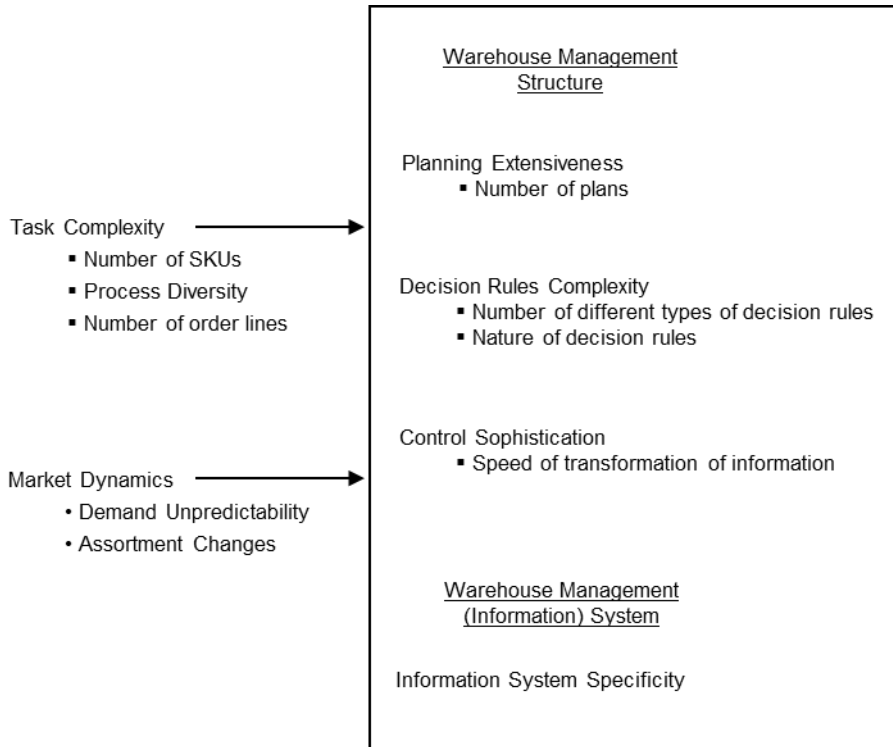 Warehouse Management
Structure
Planning Extensiveness
▪ Number of plans
Task Complexity
▪ Number of SKUs
▪ Process Diversity
▪ Number of order lines
Decision Rules Complexity
▪ Number of different types of decision rules
▪ Nature of decision rules
Control Sophistication
▪ Speed of transformation of information
Market Dynamics
• Demand Unpredictability
• Assortment Changes
Warehouse Management
(Information) System
Information System Specificity